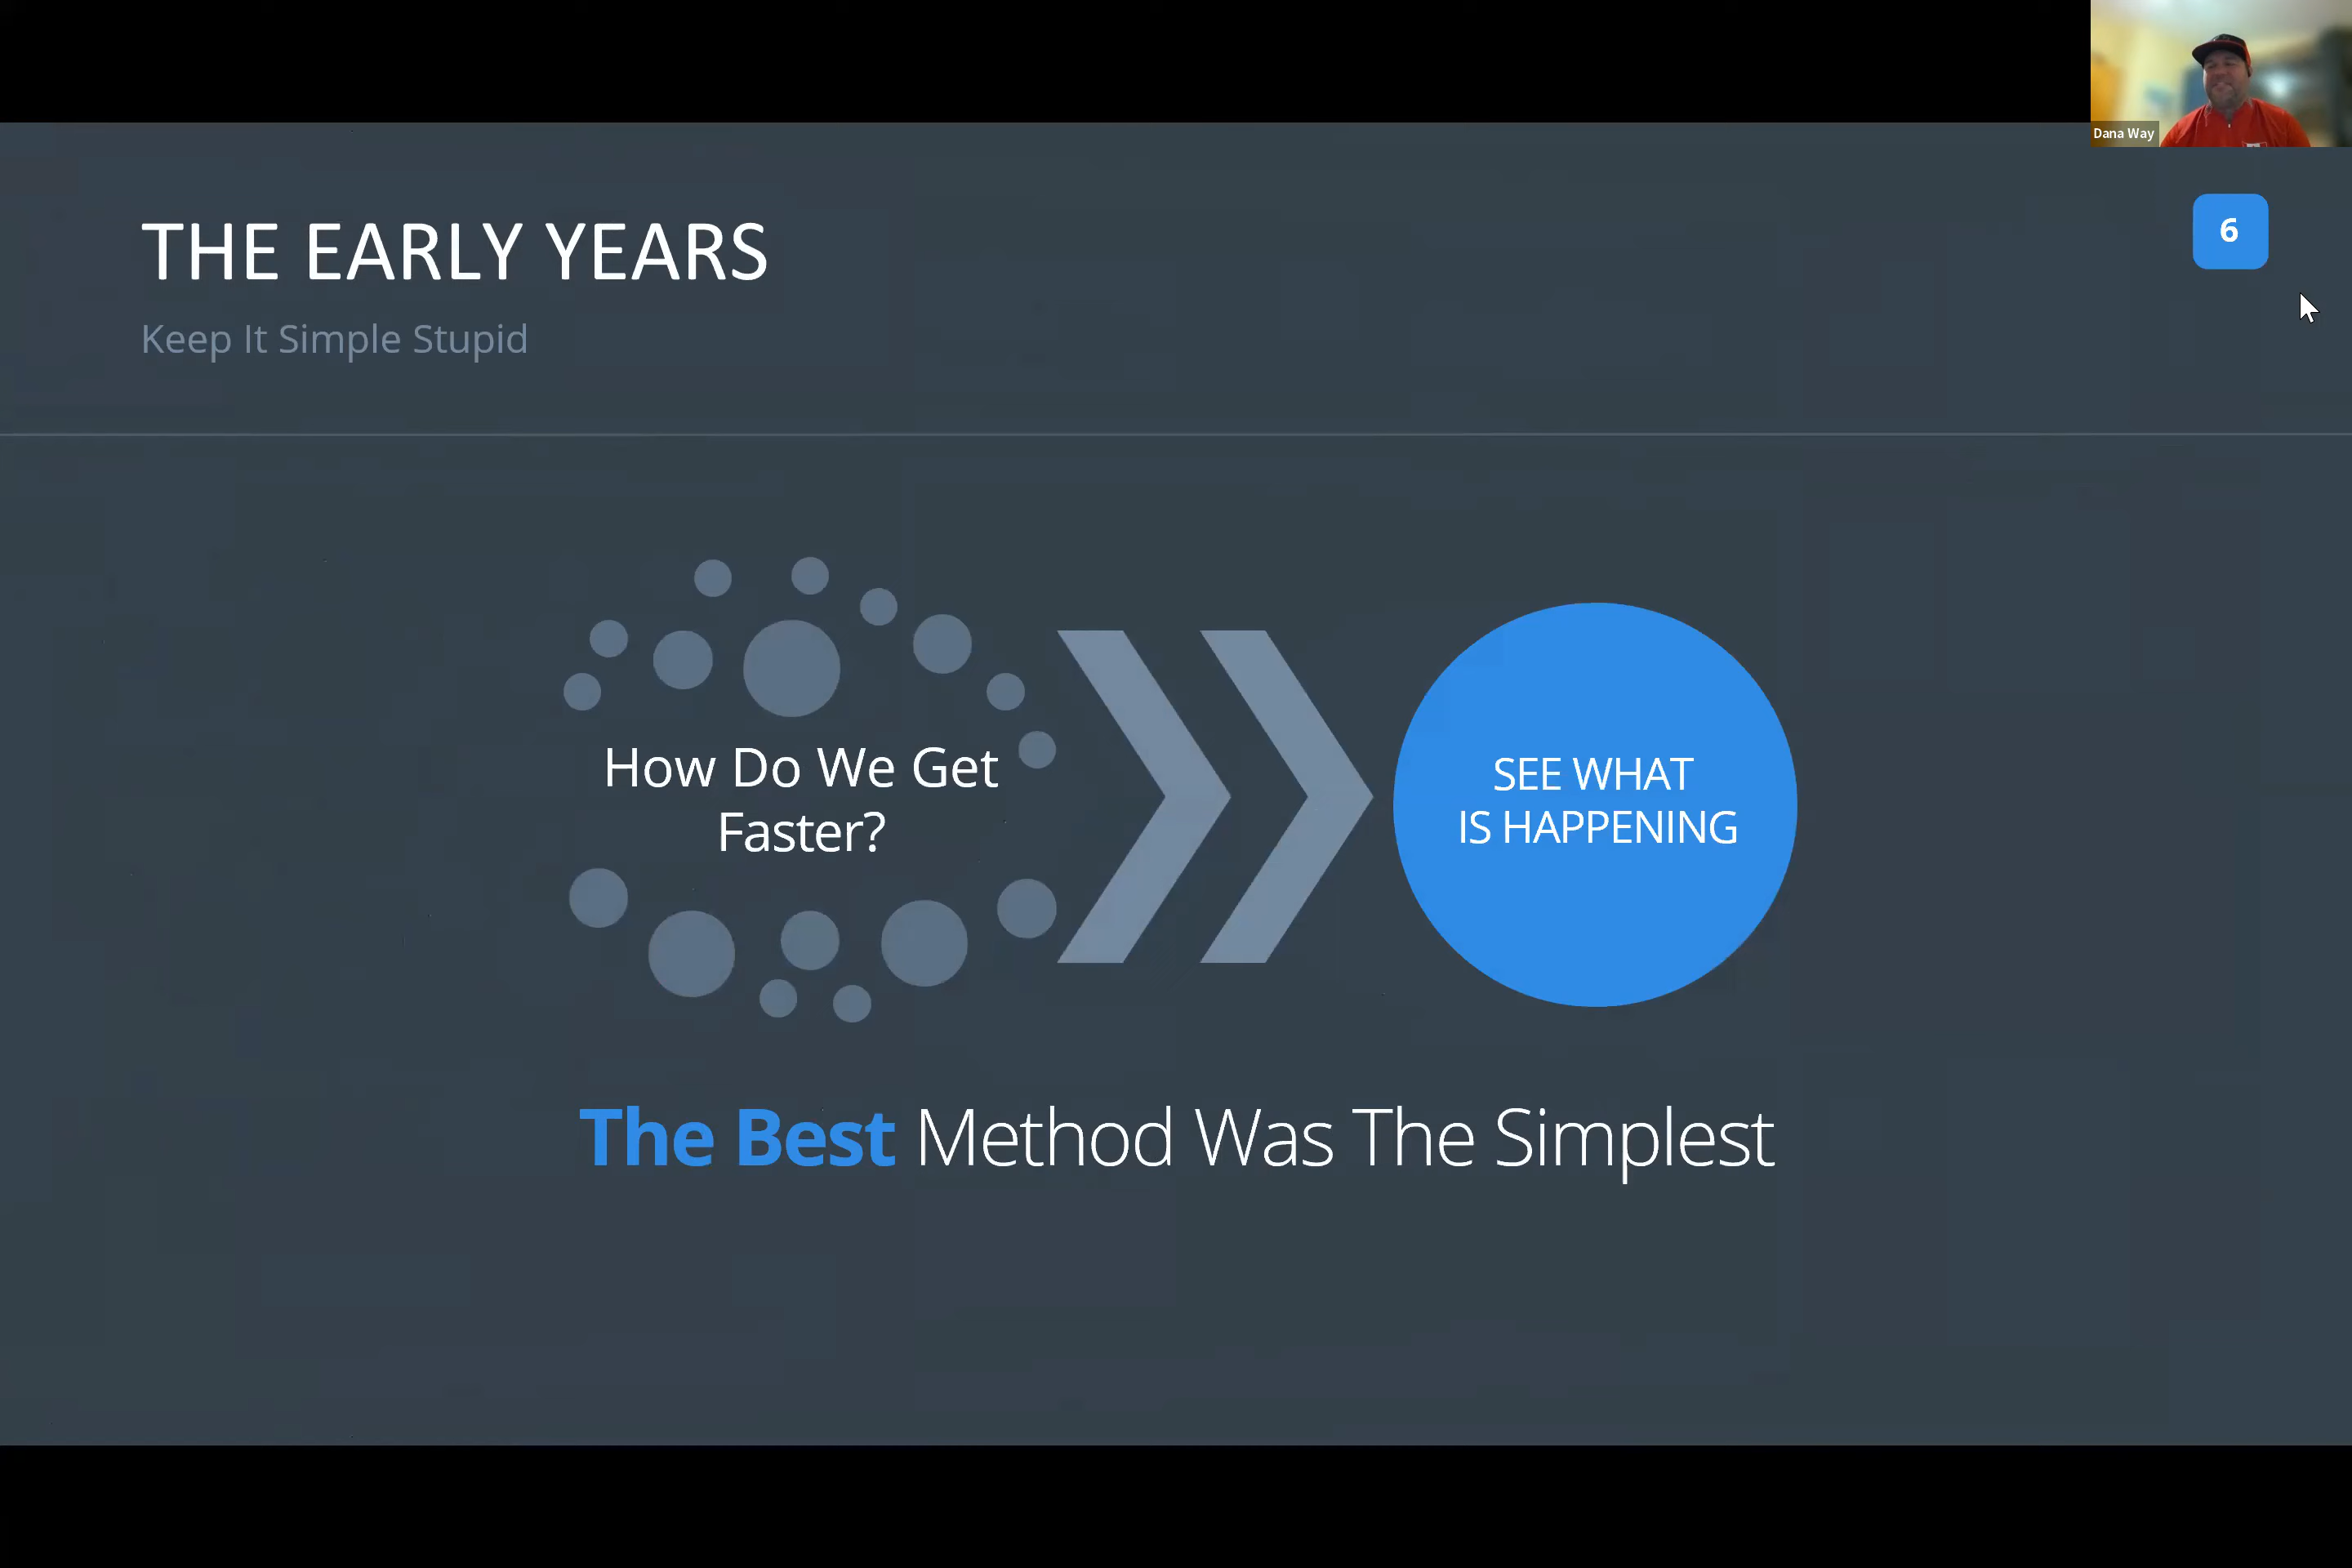 Dana Way
THE EARLY YEARS
6
Keep It Simple Stupid
How Do We Get
Faster?
SEE WHAT
IS HAPPENING
The Best Method Was The Simplest